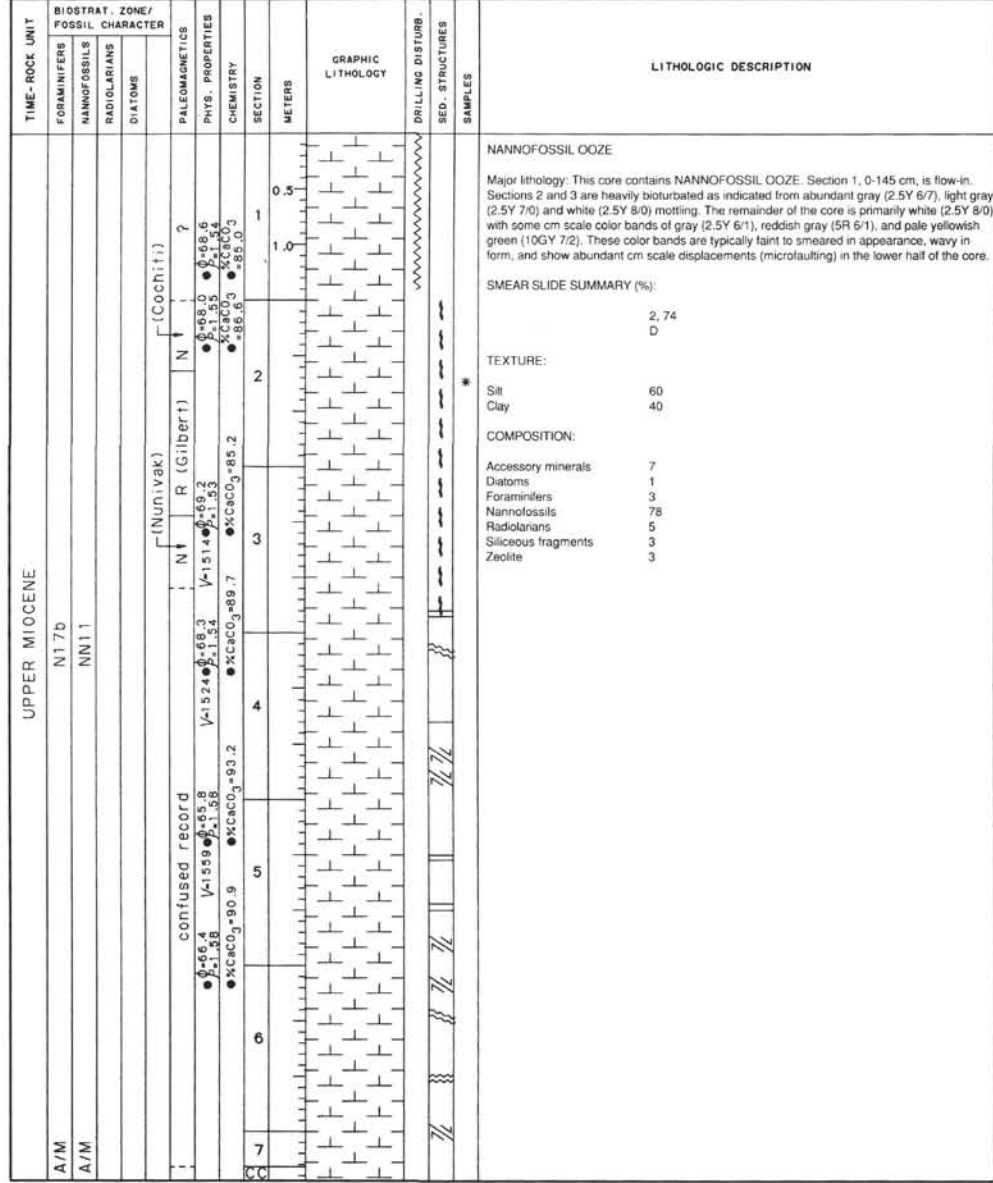 TIME-ROCK UNIT
BIOSTRAT. ZONE/
FOSSIL CHARACTER
FORAMINIFERS
NANNOFOSSILS
RADIOLARIANS
DIATOMS
PALEOMAGNETICS
PHYS. PROPERTIES
CHEMISTRY
SECTION
METERS
GRAPHIC
LITHOLOGY
DRILLING DISTURB.
SED. STRUCTURES
SAMPLES
LITHOLOGIC DESCRIPTION
UPPER MIOCENE
N17b
A/M
NN11
A/M
(Cochiti)
(Nunivak)
?
N
R (Gilbert)
N
confused record
Φ=68.6
P=1.54
Φ=68.0
P=1.55
V=1514 Φ=69.2
P=1.53
V=1524 Φ=68.3
P=1.54
V=1559 Φ=65.8
P=1.58
Φ=66.4
P=1.58
%CaCO3
=85.0
%CaCO3
=86.6
%CaCO3=85.2
%CaCO3=89.7
%CaCO3=93.2
%CaCO3=90.9
1
2
3
4
5
6
7
CC
0.5
1.0
*
NANNOFOSSIL OOZE
Major lithology: This core contains NANNOFOSSIL OOZE. Section 1, 0-145 cm, is flow-in.
Sections 2 and 3 are heavily bioturbated as indicated from abundant gray (2.5Y 6/7), light gray
(2.5Y 7/0) and white (2.5Y 8/0) mottling. The remainder of the core is primarily white (2.5Y 8/0)
with some cm scale color bands of gray (2.5Y 6/1), reddish gray (5R 6/1), and pale yellowish
green (10GY 7/2). These color bands are typically faint to smeared in appearance, wavy in
form, and show abundant cm scale displacements (microfaulting) in the lower half of the core.
SMEAR SLIDE SUMMARY (%):
2, 74
D
TEXTURE:
Silt 60
Clay 40
COMPOSITION:
Accessory minerals 7
Diatoms 1
Foraminifers 3
Nannofossils 78
Radiolarians 5
Siliceous fragments 3
Zeolite 3